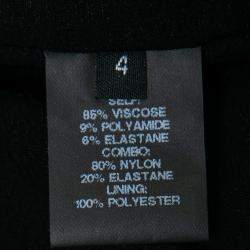 4
SELF:
85% VISCOSE
9% POLYAMIDE
6% ELASTANE
COMBO:
80% NYLON
20% ELASTANE
LINING:
100% POLYESTER